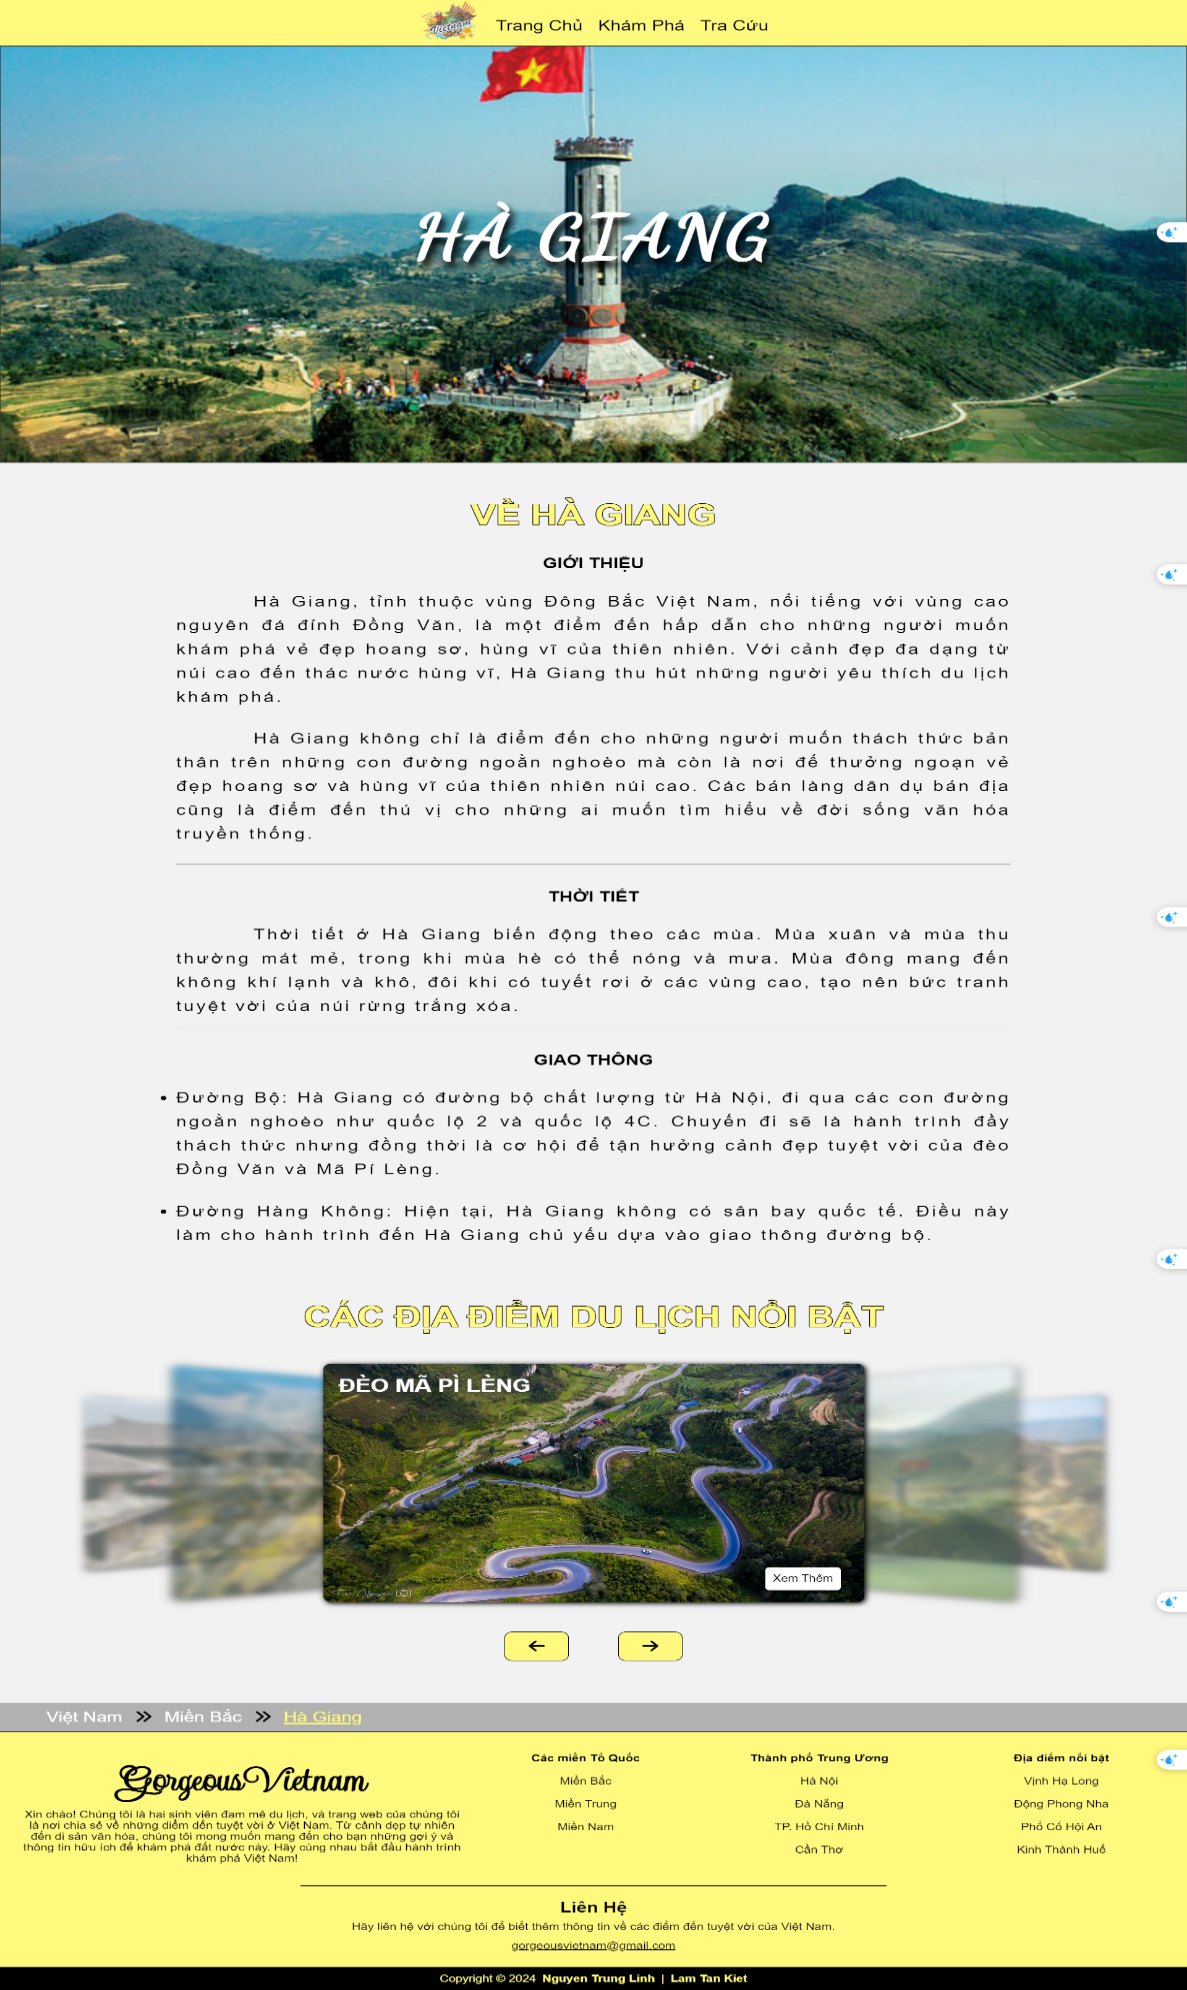 Vietnam
Trang Chủ Khám Phá Tra Cứu
HÀ GIANG
VỀ HÀ GIANG
GIỚI THIỆU
Hà Giang, tỉnh thuộc vùng Đông Bắc Việt Nam, nổi tiếng với vùng cao
nguyên đá đỉnh Đồng Văn, là một điểm đến hấp dẫn cho những người muốn
khám phá vẻ đẹp hoang sơ, hùng vĩ của thiên nhiên. Với cảnh đẹp đa dạng từ
núi cao đến thác nước hùng vĩ, Hà Giang thu hút những người yêu thích du lịch
khám phá.
Hà Giang không chỉ là điểm đến cho những người muốn thách thức bản
thân trên những con đường ngoằn nghoèo mà còn là nơi để thưởng ngoạn vẻ
đẹp hoang sơ và hùng vĩ của thiên nhiên núi cao. Các bản làng dân dụ bản địa
cũng là điểm đến thú vị cho những ai muốn tìm hiểu về đời sống văn hóa
truyền thống.
THỜI TIẾT
Thời tiết ở Hà Giang biến động theo các mùa. Mùa xuân và mùa thu
thường mát mẻ, trong khi mùa hè có thể nóng và mưa. Mùa đông mang đến
không khí lạnh và khô, đôi khi có tuyết rơi ở các vùng cao, tạo nên bức tranh
tuyệt vời của núi rừng trắng xóa.
GIAO THÔNG
• Đường Bộ: Hà Giang có đường bộ chất lượng từ Hà Nội, đi qua các con đường
ngoằn nghoèo như quốc lộ 2 và quốc lộ 4C. Chuyến đi sẽ là hành trình đầy
thách thức nhưng đồng thời là cơ hội để tận hưởng cảnh đẹp tuyệt vời của đèo
Đồng Văn và Mã Pí Lèng.
• Đường Hàng Không: Hiện tại, Hà Giang không có sân bay quốc tế. Điều này
làm cho hành trình đến Hà Giang chủ yếu dựa vào giao thông đường bộ.
CÁC ĐỊA ĐIỂM DU LỊCH NỔI BẬT
ĐÈO MÃ PÌ LÈNG
Xem Thêm
Việt Nam Miền Bắc Hà Giang
Gorgeous Vietnam
Xin chào! Chúng tôi là hai sinh viên đam mê du lịch, và trang web của chúng tôi
là nơi chia sẻ về những điểm đến tuyệt vời ở Việt Nam. Từ cảnh đẹp tự nhiên
đến di sản văn hóa, chúng tôi mong muốn mang đến cho bạn những gợi ý và
thông tin hữu ích để khám phá đất nước này. Hãy cùng nhau bắt đầu hành trình
khám phá Việt Nam!
Các miền Tổ Quốc
Miền Bắc
Miền Trung
Miền Nam
Thành phố Trung Ương
Hà Nội
Đà Nẵng
TP. Hồ Chí Minh
Cần Thơ
Địa điểm nổi bật
Vịnh Hạ Long
Động Phong Nha
Phố Cổ Hội An
Kinh Thành Huế
Liên Hệ
Hãy liên hệ với chúng tôi để biết thêm thông tin về các điểm đến tuyệt vời của Việt Nam.
gorgeousvietnam@gmail.com
Copyright © 2024 Nguyen Trung Linh | Lam Tan Kiet